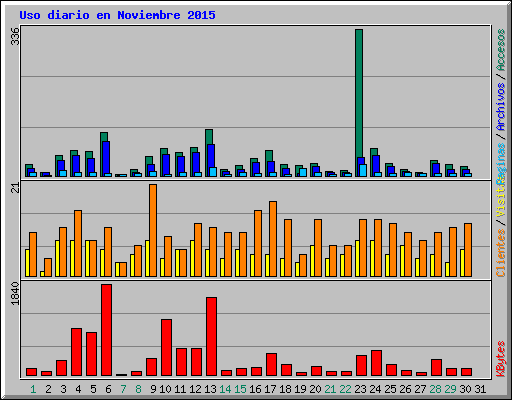 Uso diario en Noviembre 2015
336
21
1840
Accesos
/
Archivos
/
Paginas
Visitas
/
Clientes
KBytes
1 2 3 4 5 6 7 8 9 10 11 12 13 14 15 16 17 18 19 20 21 22 23 24 25 26 27 28 29 30 31